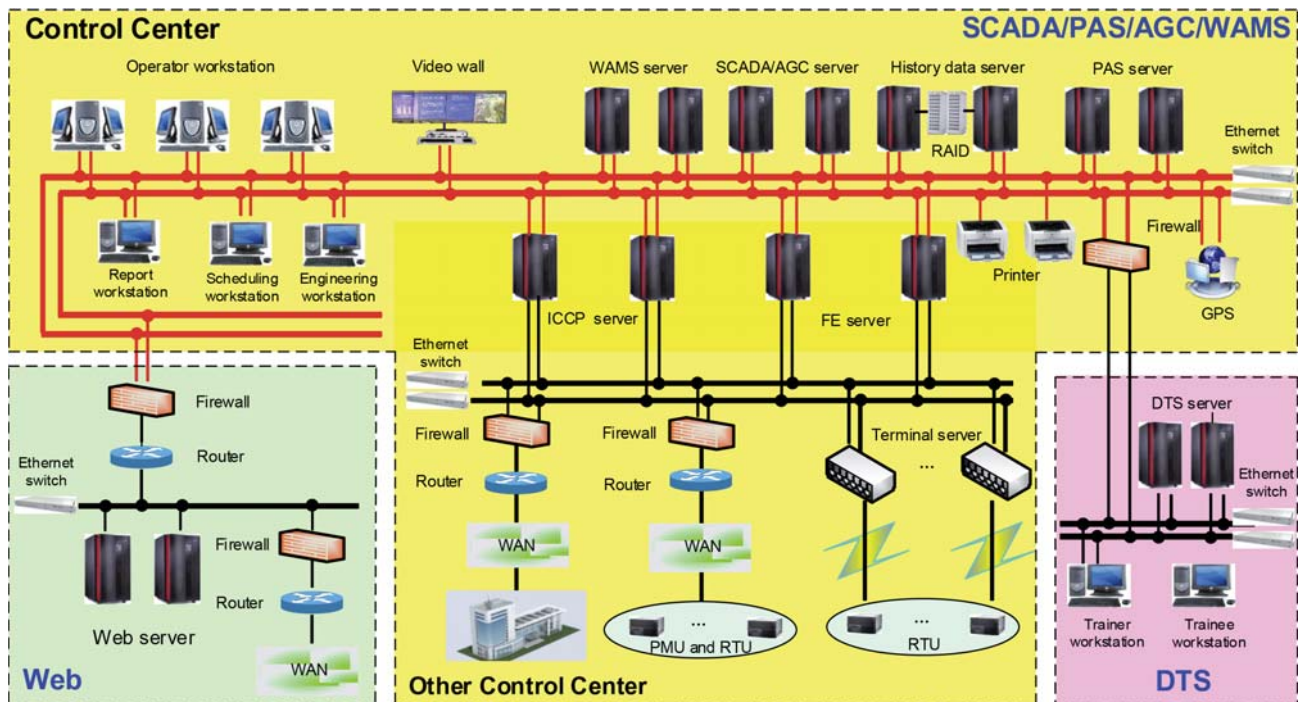 Control Center
SCADA/PAS/AGC/WAMS
Operator workstation
Video wall
WAMS server
SCADA/AGC server
History data server
PAS server
Ethernet
switch
RAID
Report
workstation
Scheduling
workstation
Engineering
workstation
Printer
Firewall
GPS
ICCP server
FE server
Ethernet
switch
Firewall
Router
Ethernet
switch
Firewall
Router
Web server
WAN
Web
Firewall
Router
WAN
Firewall
Router
WAN
...
PMU and RTU
Terminal server
...
...
RTU
Other Control Center
DTS server
Ethernet
switch
Trainer
workstation
Trainee
workstation
DTS